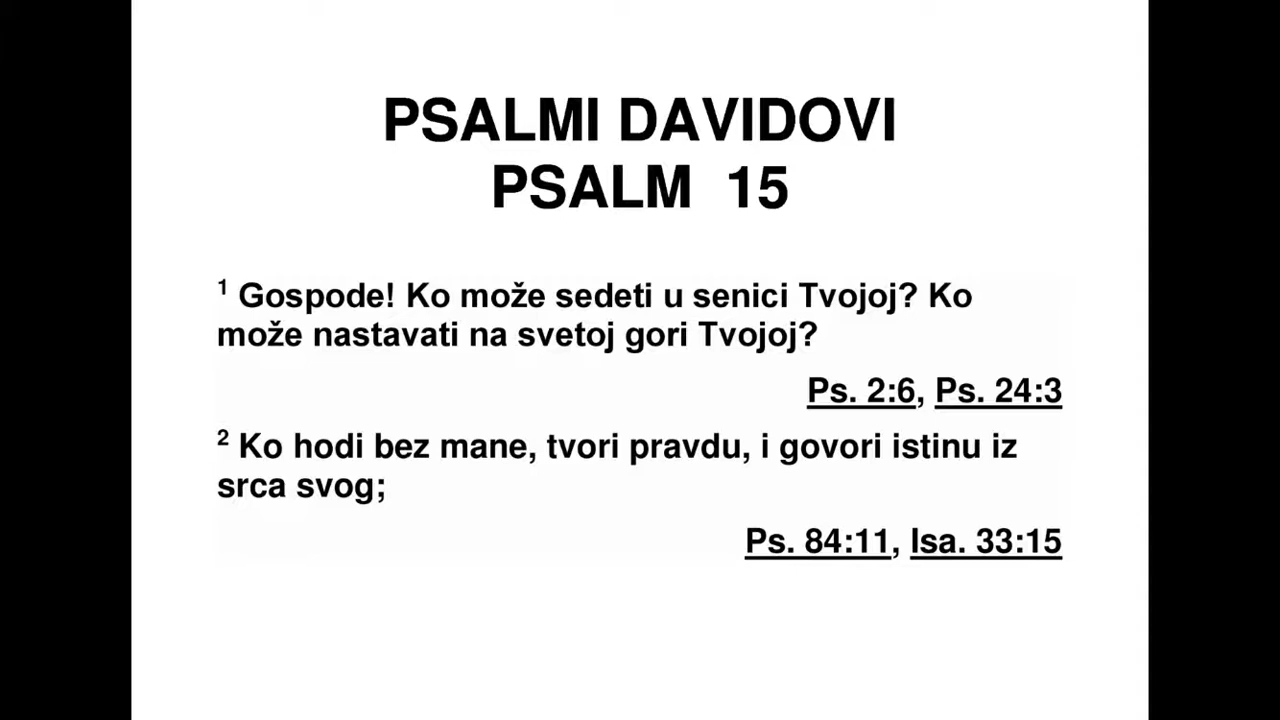 PSALMI DAVIDOVI
PSALM 15
¹ Gospode! Ko može sedeti u senici Tvojoj? Ko
može nastavati na svetoj gori Tvojoj?
Ps. 2:6, Ps. 24:3
² Ko hodi bez mane, tvori pravdu, i govori istinu iz
srca svog;
Ps. 84:11, Isa. 33:15